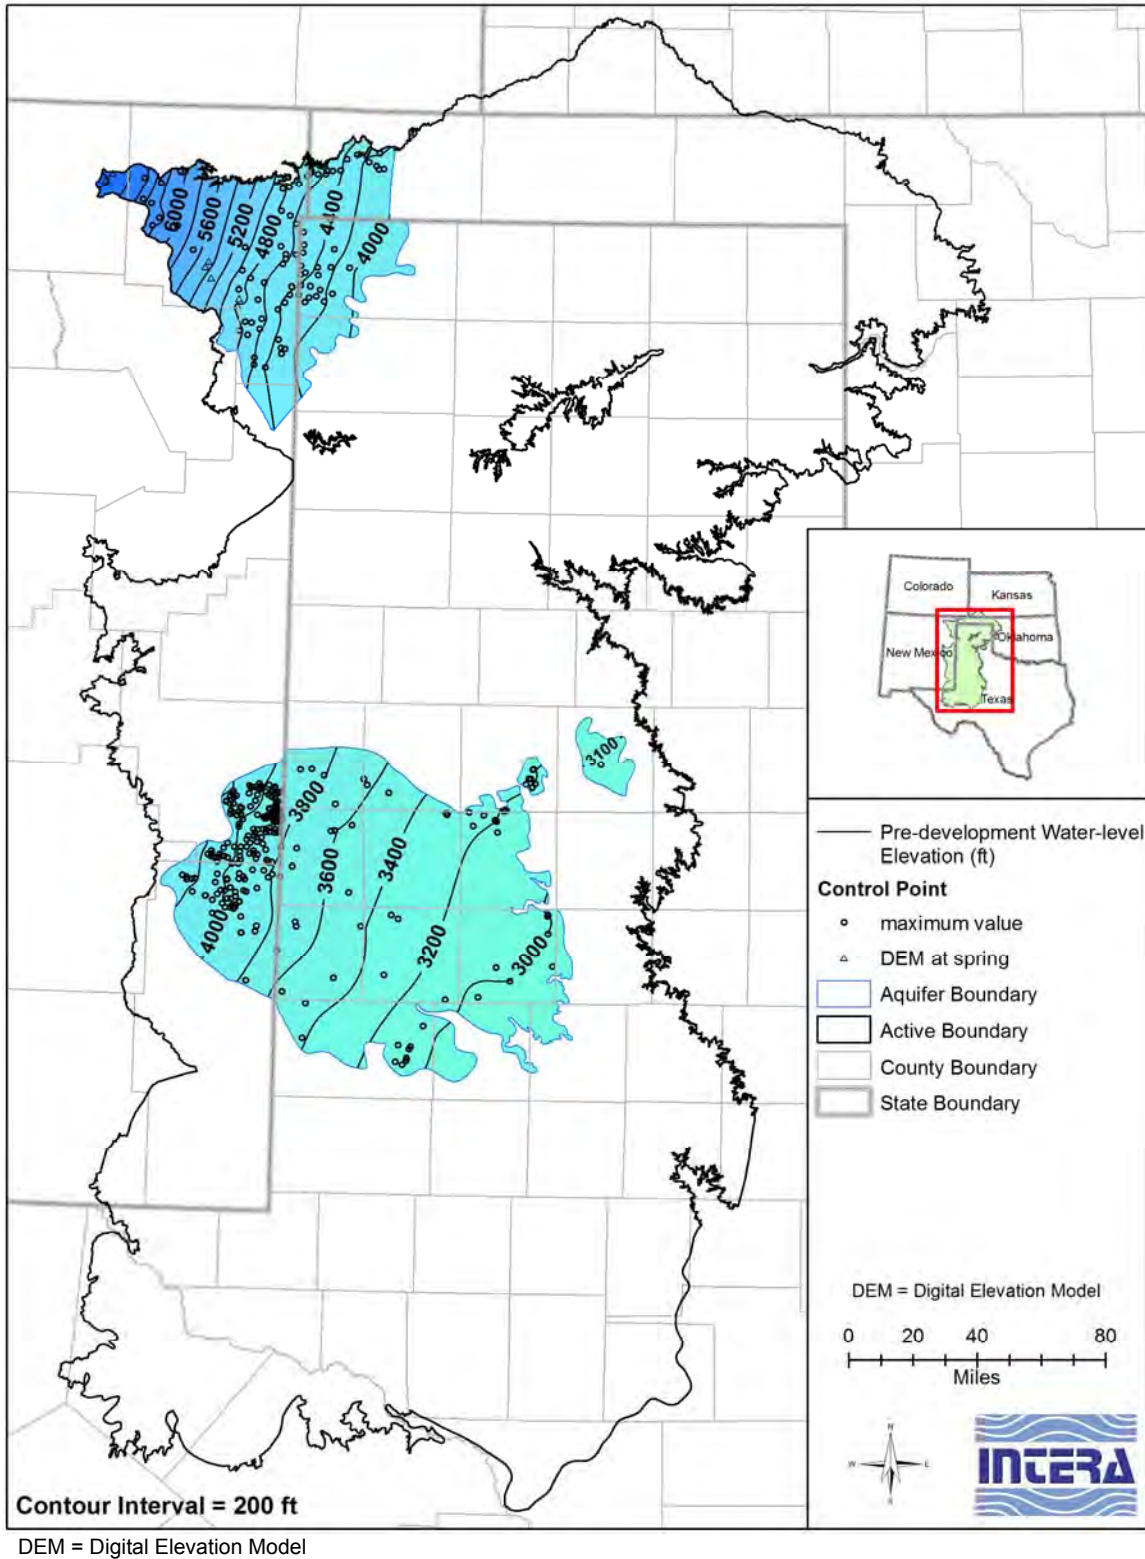 6000
5600
5200
4800
4400
4000
3100
3800
3600
3400
4000
3200
3000
Colorado
Kansas
New Mexico
Oklahoma
Texas
Pre-development Water-level
Elevation (ft)
Control Point
maximum value
DEM at spring
Aquifer Boundary
Active Boundary
County Boundary
State Boundary
DEM = Digital Elevation Model
0 20 40 80
Miles
N
W E
S
INTERA
Contour Interval = 200 ft
DEM = Digital Elevation Model